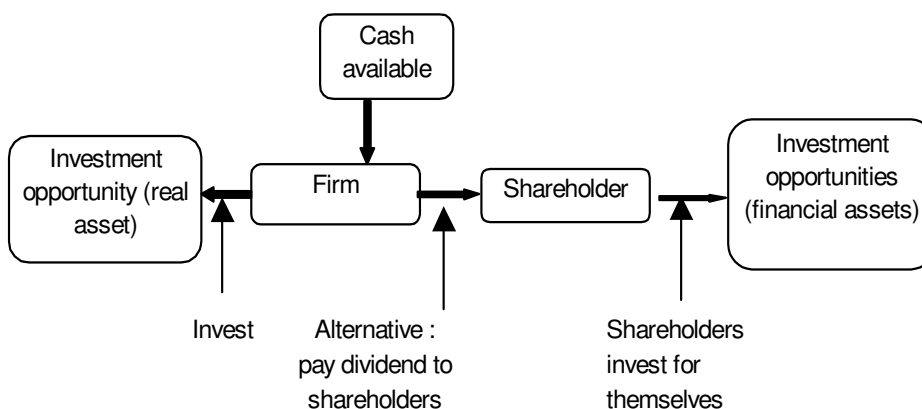 Cash
available
Investment
opportunity (real
asset)
Firm
Shareholder
Investment
opportunities
(financial assets)
Invest
Alternative :
pay dividend to
shareholders
Shareholders
invest for
themselves